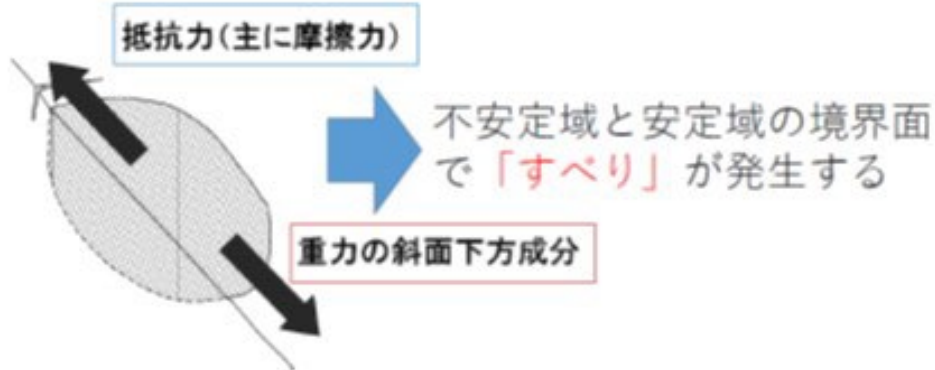 抵抗力(主に摩擦力)
不安定域と安定域の境界面
で「すべり」が発生する
重力の斜面下方成分